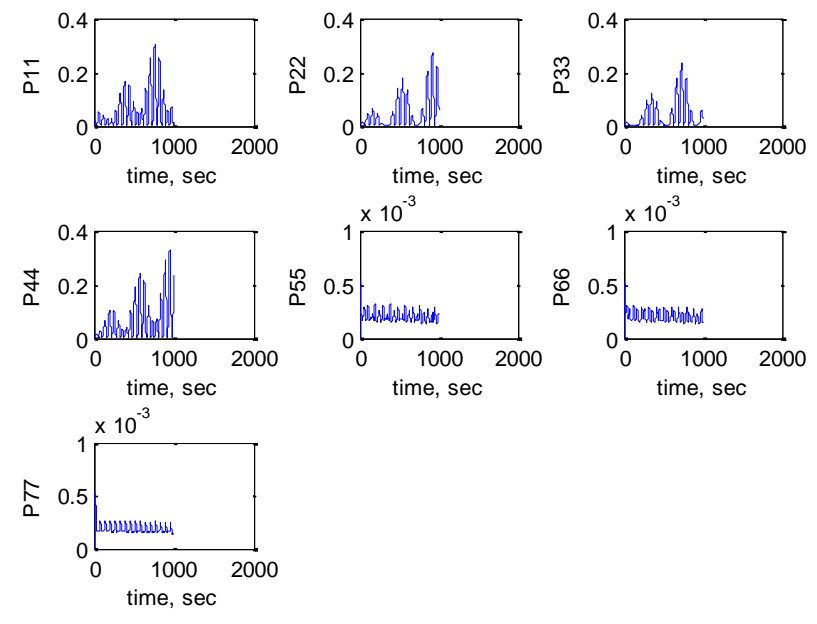 0.4 0.4 0.4
P11 0.2 P22 0.2 P33 0.2
0 0 0
0 1000 2000 0 1000 2000 0 1000 2000
time, sec time, sec time, sec
x 10^-3 x 10^-3
0.4 1 1
P44 0.2 P55 0.5 P66 0.5
0 0 0
0 1000 2000 0 1000 2000 0 1000 2000
time, sec time, sec time, sec
x 10^-3
1
P77 0.5
0
0 1000 2000
time, sec